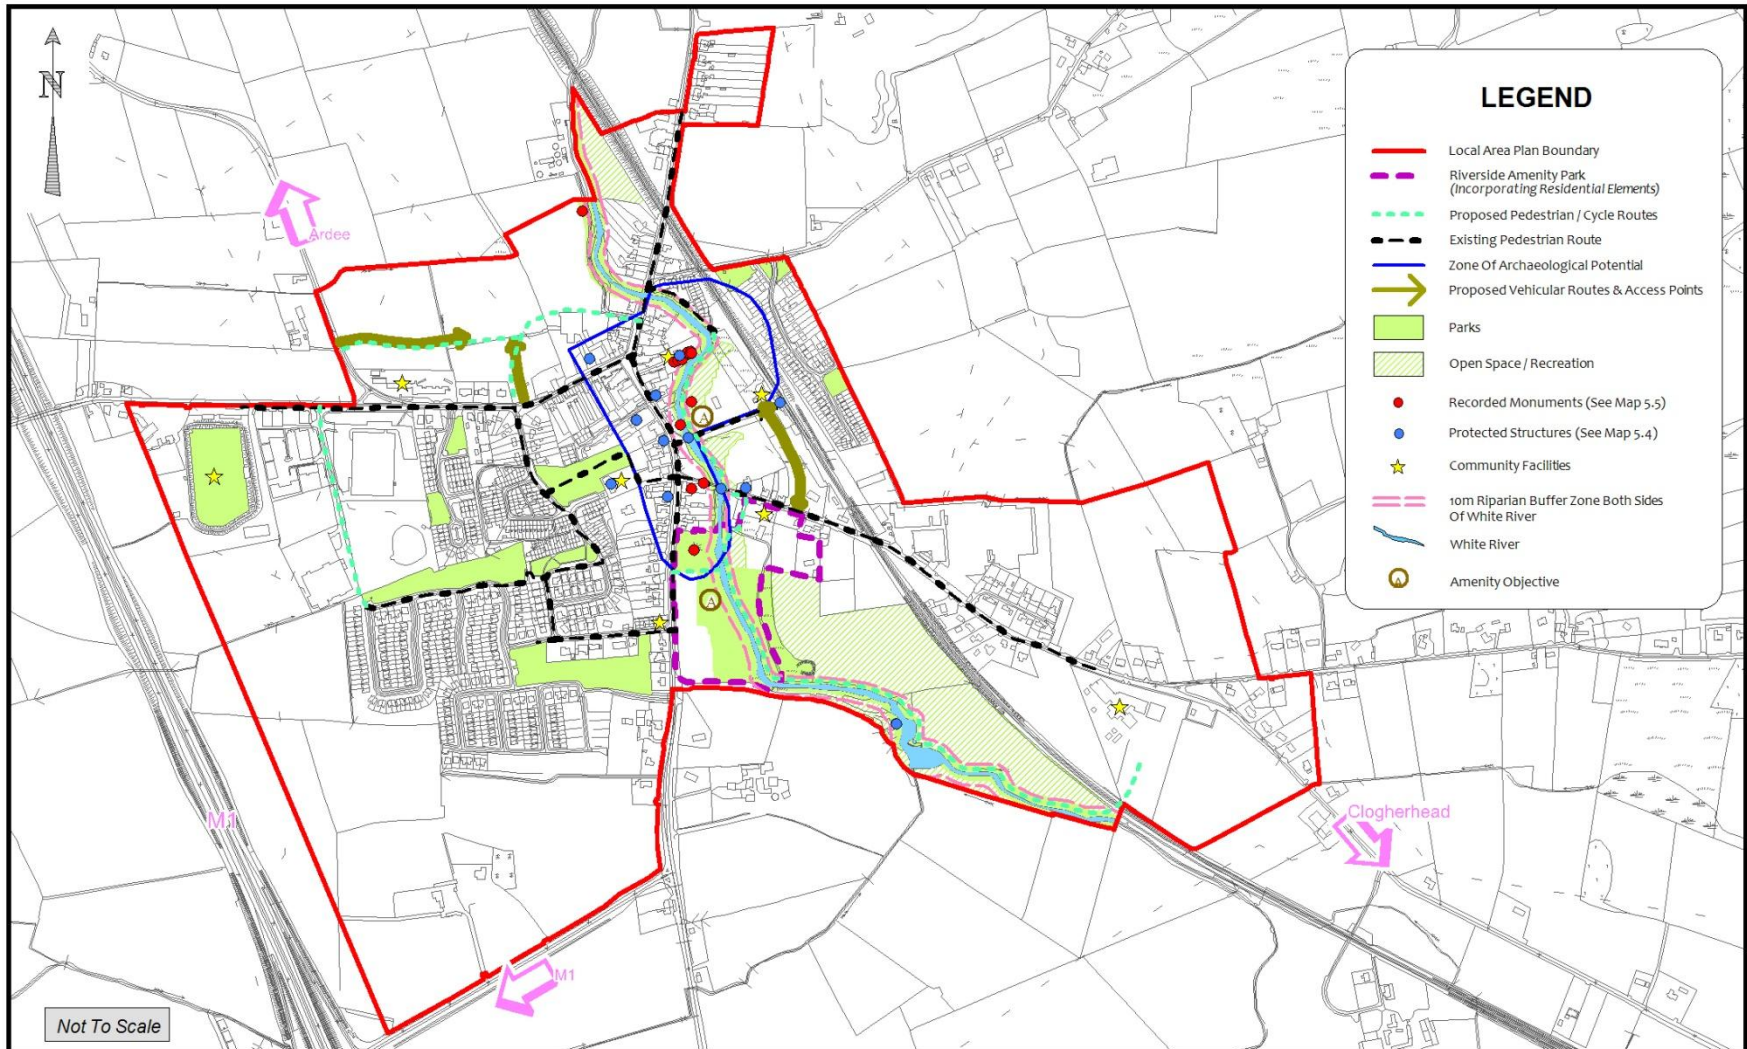 N
Ardee
M1
M1
Clogherhead
A
A
Not To Scale
LEGEND
Local Area Plan Boundary
Riverside Amenity Park
(Incorporating Residential Elements)
Proposed Pedestrian / Cycle Routes
Existing Pedestrian Route
Zone Of Archaeological Potential
Proposed Vehicular Routes & Access Points
Parks
Open Space / Recreation
Recorded Monuments (See Map 5.5)
Protected Structures (See Map 5.4)
Community Facilities
10m Riparian Buffer Zone Both Sides
Of White River
White River
A
Amenity Objective